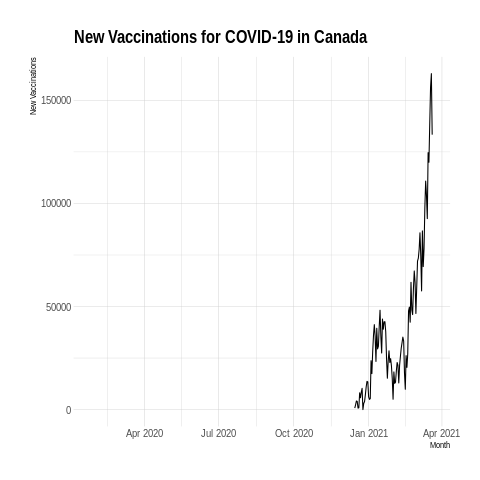 New Vaccinations for COVID-19 in Canada
New Vaccinations
150000
100000
50000
0
Apr 2020 Jul 2020 Oct 2020 Jan 2021 Apr 2021
Month